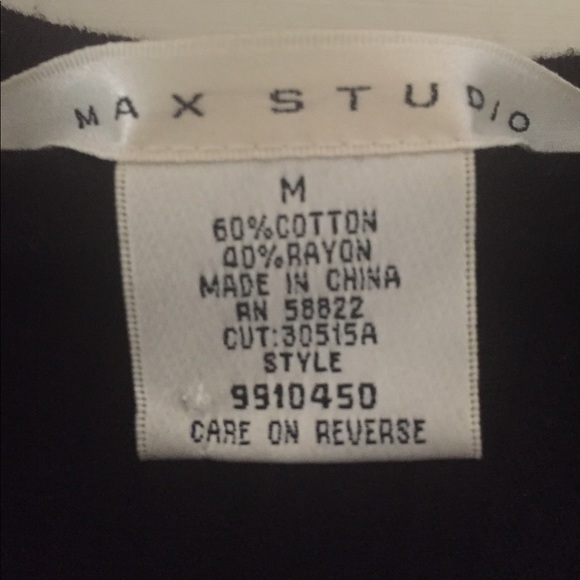 MAX STUDIO
M
60%COTTON
40%RAYON
MADE IN CHINA
RN 58822
CUT:30515A
STYLE
9910450
CARE ON REVERSE